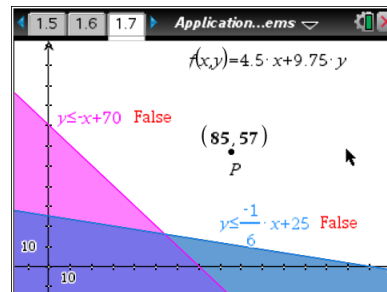 1.5 1.6 1.7 Application...ems
f(x,y)=4.5·x+9.75·y
y≤-x+70 False
(85,57)
P
y≤-1/6·x+25 False
10
10